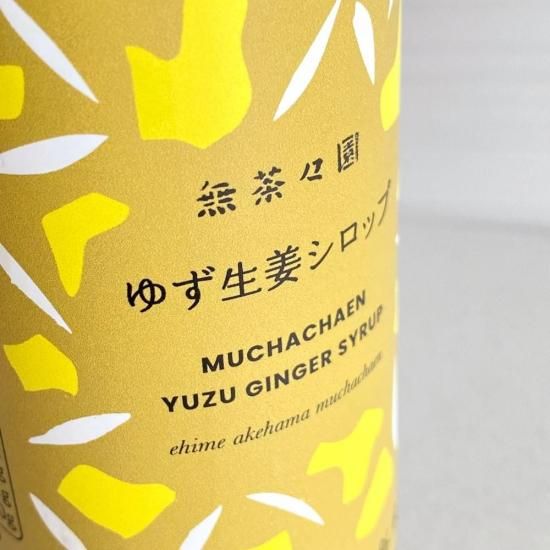 無茶々園
ゆず生姜シロップ
MUCHACHAEN
YUZU GINGER SYRUP
ehime akehama muchachaen